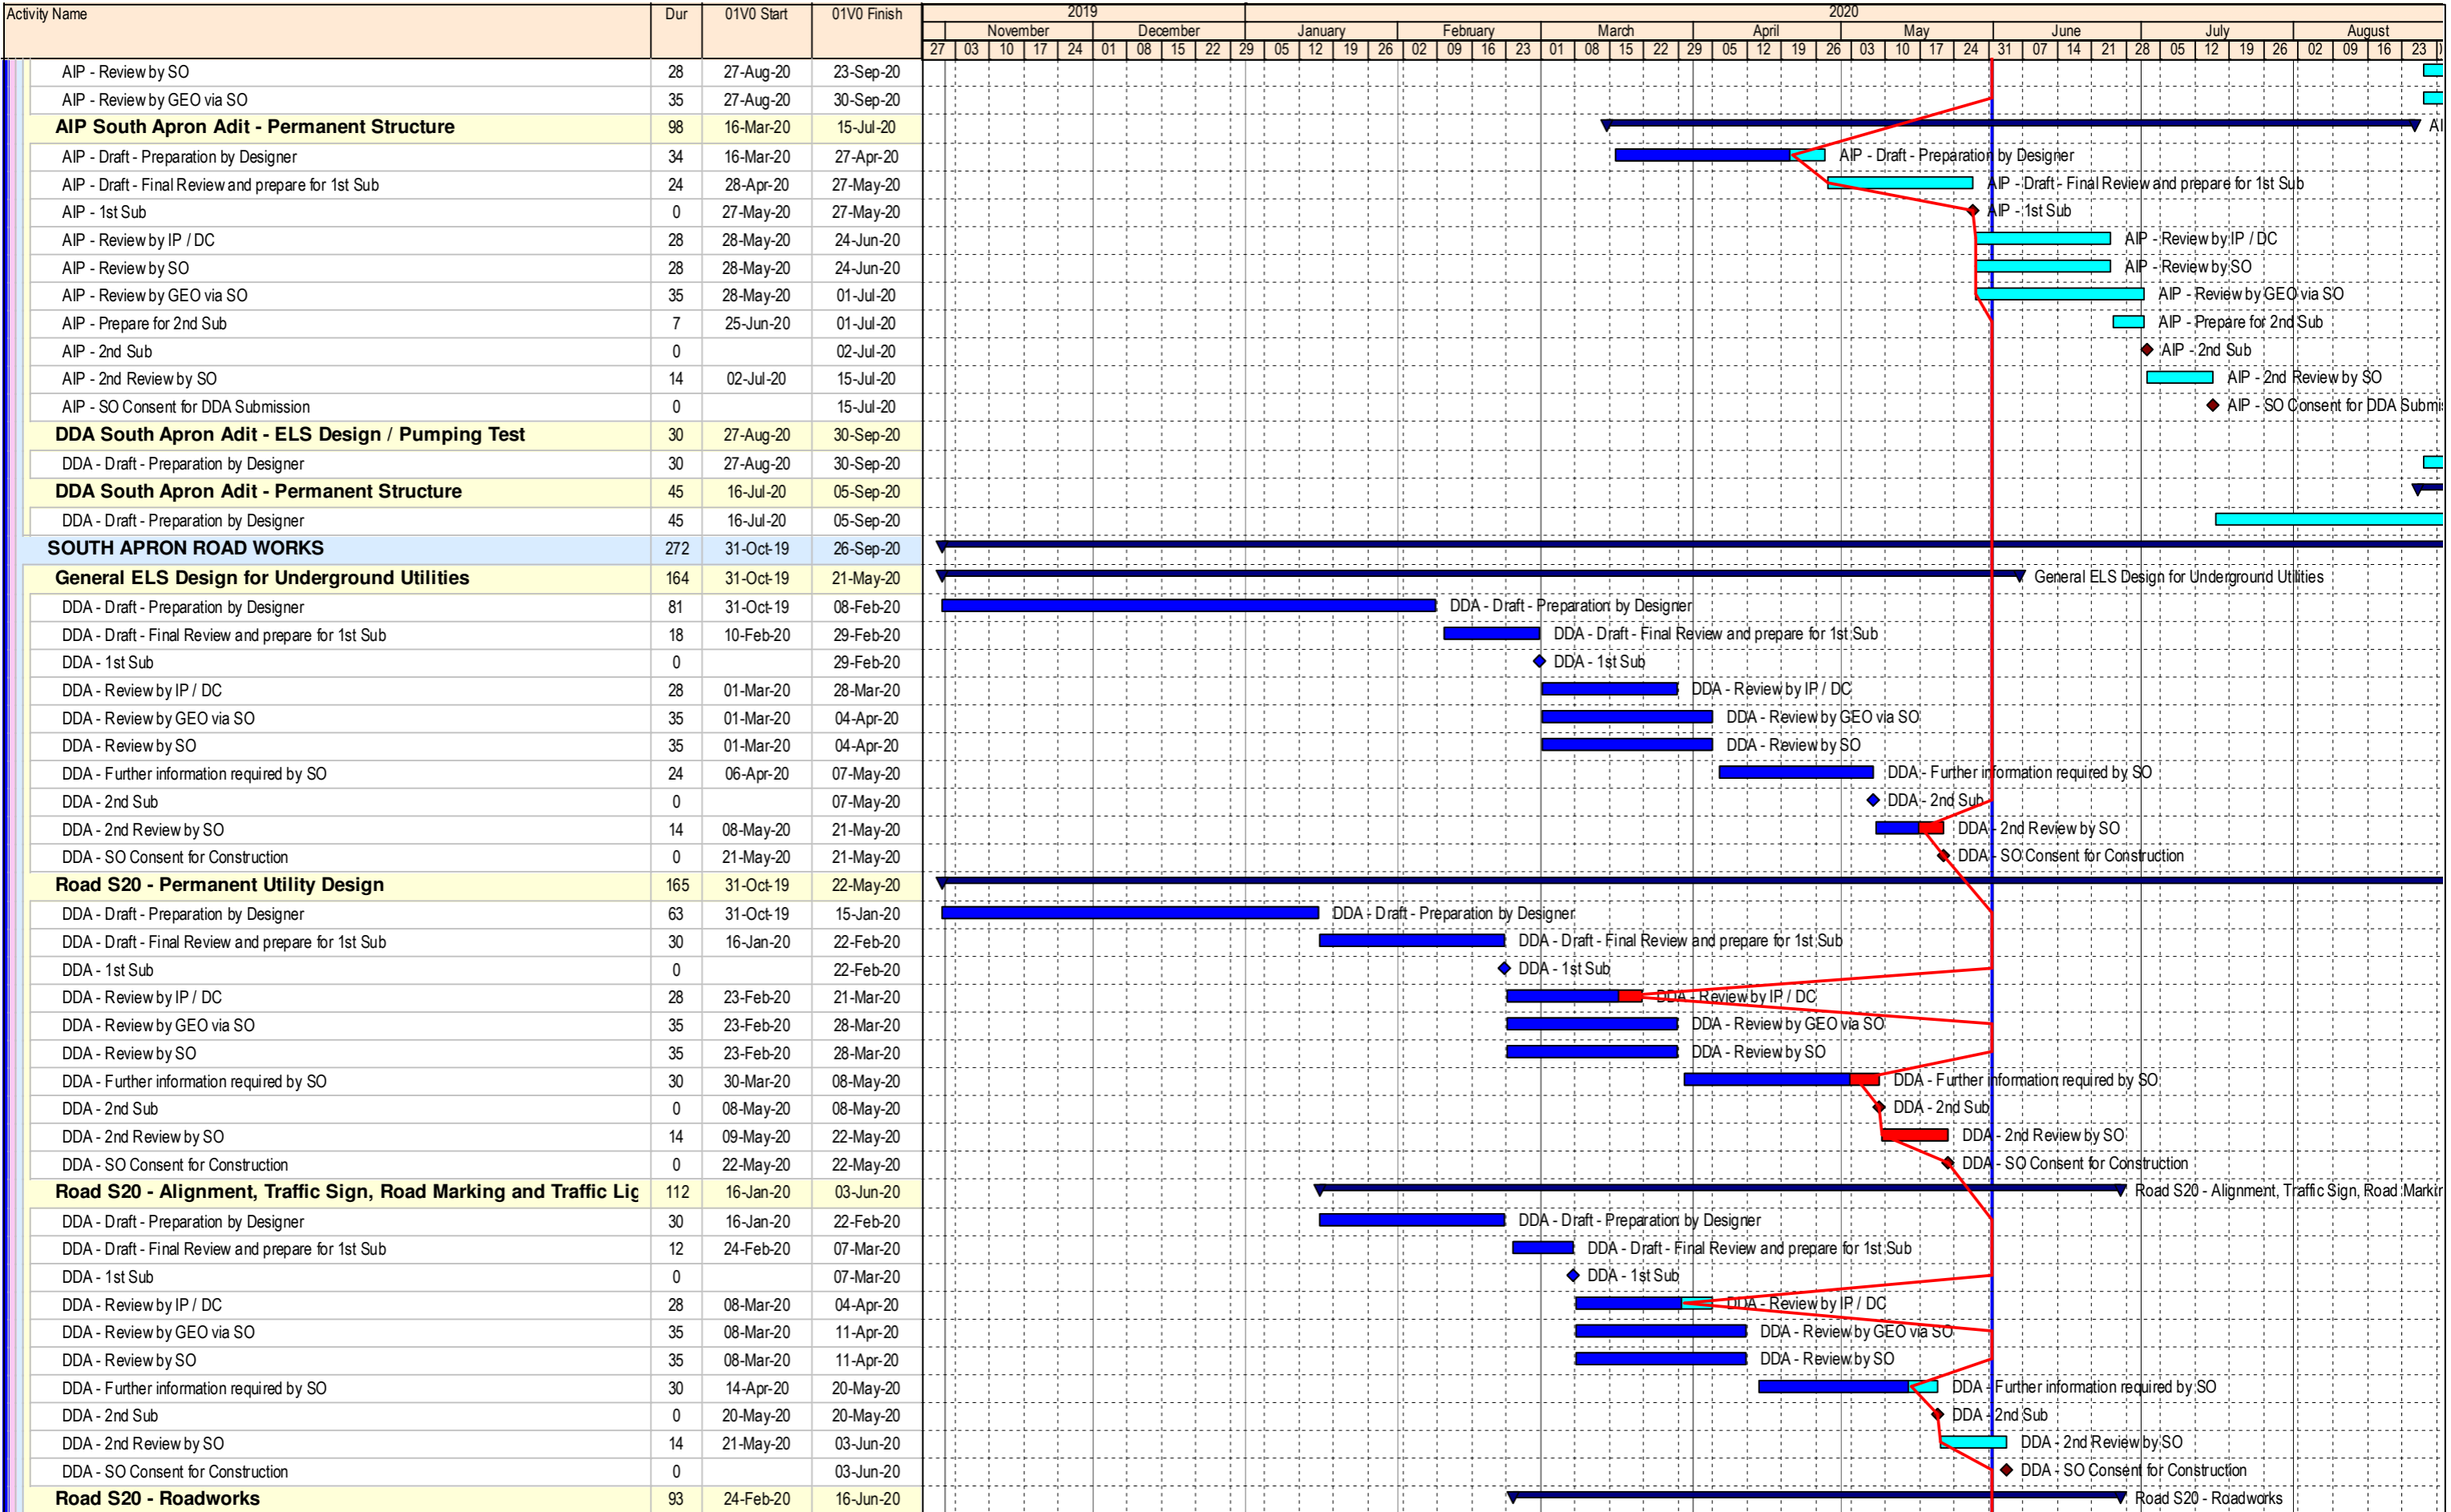 Activity Name Dur 01V0 Start 01V0 Finish 2019 2020
November December January February March April May June July August
27 03 10 17 24 01 08 15 22 29 05 12 19 26 02 09 16 23 01 08 15 22 29 05 12 19 26 03 10 17 24 31 07 14 21 28 05 12 19 26 02 09 16 23
AIP - Review by SO 28 27-Aug-20 23-Sep-20
AIP - Review by GEO via SO 35 27-Aug-20 30-Sep-20
AIP South Apron Adit - Permanent Structure 98 16-Mar-20 15-Jul-20 AI
AIP - Draft - Preparation by Designer 34 16-Mar-20 27-Apr-20 AIP - Draft - Preparation by Designer
AIP - Draft - Final Review and prepare for 1st Sub 24 28-Apr-20 27-May-20 AIP - Draft - Final Review and prepare for 1st Sub
AIP - 1st Sub 0 27-May-20 27-May-20 AIP - 1st Sub
AIP - Review by IP / DC 28 28-May-20 24-Jun-20 AIP - Review by IP / DC
AIP - Review by SO 28 28-May-20 24-Jun-20 AIP - Review by SO
AIP - Review by GEO via SO 35 28-May-20 01-Jul-20 AIP - Review by GEO via SO
AIP - Prepare for 2nd Sub 7 25-Jun-20 01-Jul-20 AIP - Prepare for 2nd Sub
AIP - 2nd Sub 0 02-Jul-20 AIP - 2nd Sub
AIP - 2nd Review by SO 14 02-Jul-20 15-Jul-20 AIP - 2nd Review by SO
AIP - SO Consent for DDA Submission 0 15-Jul-20 AIP - SO Consent for DDA Submis
DDA South Apron Adit - ELS Design / Pumping Test 30 27-Aug-20 30-Sep-20
DDA - Draft - Preparation by Designer 30 27-Aug-20 30-Sep-20
DDA South Apron Adit - Permanent Structure 45 16-Jul-20 05-Sep-20
DDA - Draft - Preparation by Designer 45 16-Jul-20 05-Sep-20
SOUTH APRON ROAD WORKS 272 31-Oct-19 26-Sep-20
General ELS Design for Underground Utilities 164 31-Oct-19 21-May-20 General ELS Design for Underground Utilities
DDA - Draft - Preparation by Designer 81 31-Oct-19 08-Feb-20 DDA - Draft - Preparation by Designer
DDA - Draft - Final Review and prepare for 1st Sub 18 10-Feb-20 29-Feb-20 DDA - Draft - Final Review and prepare for 1st Sub
DDA - 1st Sub 0 29-Feb-20 DDA - 1st Sub
DDA - Review by IP / DC 28 01-Mar-20 28-Mar-20 DDA - Review by IP / DC
DDA - Review by GEO via SO 35 01-Mar-20 04-Apr-20 DDA - Review by GEO via SO
DDA - Review by SO 35 01-Mar-20 04-Apr-20 DDA - Review by SO
DDA - Further information required by SO 24 06-Apr-20 07-May-20 DDA - Further information required by SO
DDA - 2nd Sub 0 07-May-20 DDA - 2nd Sub
DDA - 2nd Review by SO 14 08-May-20 21-May-20 DDA - 2nd Review by SO
DDA - SO Consent for Construction 0 21-May-20 21-May-20 DDA - SO Consent for Construction
Road S20 - Permanent Utility Design 165 31-Oct-19 22-May-20
DDA - Draft - Preparation by Designer 63 31-Oct-19 15-Jan-20 DDA - Draft - Preparation by Designer
DDA - Draft - Final Review and prepare for 1st Sub 30 16-Jan-20 22-Feb-20 DDA - Draft - Final Review and prepare for 1st Sub
DDA - 1st Sub 0 22-Feb-20 DDA - 1st Sub
DDA - Review by IP / DC 28 23-Feb-20 21-Mar-20 DDA - Review by IP / DC
DDA - Review by GEO via SO 35 23-Feb-20 28-Mar-20 DDA - Review by GEO via SO
DDA - Review by SO 35 23-Feb-20 28-Mar-20 DDA - Review by SO
DDA - Further information required by SO 30 30-Mar-20 08-May-20 DDA - Further information required by SO
DDA - 2nd Sub 0 08-May-20 08-May-20 DDA - 2nd Sub
DDA - 2nd Review by SO 14 09-May-20 22-May-20 DDA - 2nd Review by SO
DDA - SO Consent for Construction 0 22-May-20 22-May-20 DDA - SO Consent for Construction
Road S20 - Alignment, Traffic Sign, Road Marking and Traffic Lig 112 16-Jan-20 03-Jun-20 Road S20 - Alignment, Traffic Sign, Road Markin
DDA - Draft - Preparation by Designer 30 16-Jan-20 22-Feb-20 DDA - Draft - Preparation by Designer
DDA - Draft - Final Review and prepare for 1st Sub 12 24-Feb-20 07-Mar-20 DDA - Draft - Final Review and prepare for 1st Sub
DDA - 1st Sub 0 07-Mar-20 DDA - 1st Sub
DDA - Review by IP / DC 28 08-Mar-20 04-Apr-20 DDA - Review by IP / DC
DDA - Review by GEO via SO 35 08-Mar-20 11-Apr-20 DDA - Review by GEO via SO
DDA - Review by SO 35 08-Mar-20 11-Apr-20 DDA - Review by SO
DDA - Further information required by SO 30 14-Apr-20 20-May-20 DDA - Further information required by SO
DDA - 2nd Sub 0 20-May-20 20-May-20 DDA - 2nd Sub
DDA - 2nd Review by SO 14 21-May-20 03-Jun-20 DDA - 2nd Review by SO
DDA - SO Consent for Construction 0 03-Jun-20 DDA - SO Consent for Construction
Road S20 - Roadworks 93 24-Feb-20 16-Jun-20 Road S20 - Roadworks